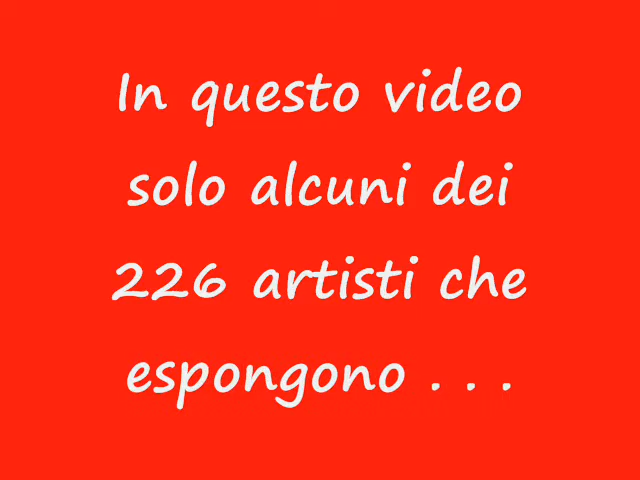 In questo video
solo alcuni dei
226 artisti che
espongono . . .